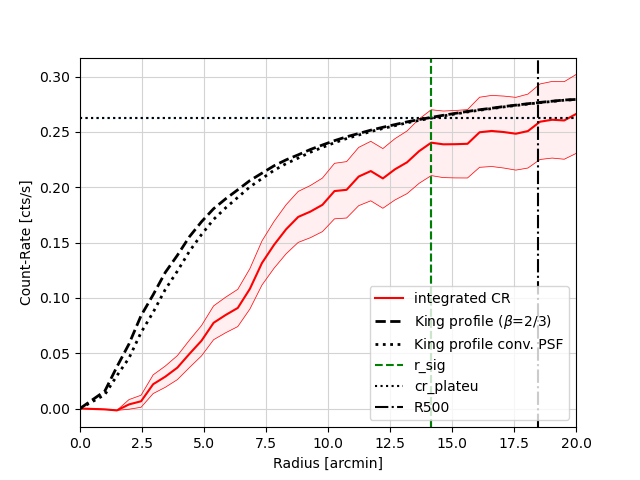 0.30
0.25
0.20
0.15
0.10
0.05
0.00
Count-Rate [cts/s]
integrated CR
King profile (β=2/3)
King profile conv. PSF
r_sig
cr_plateu
R500
0.0 2.5 5.0 7.5 10.0 12.5 15.0 17.5 20.0
Radius [arcmin]